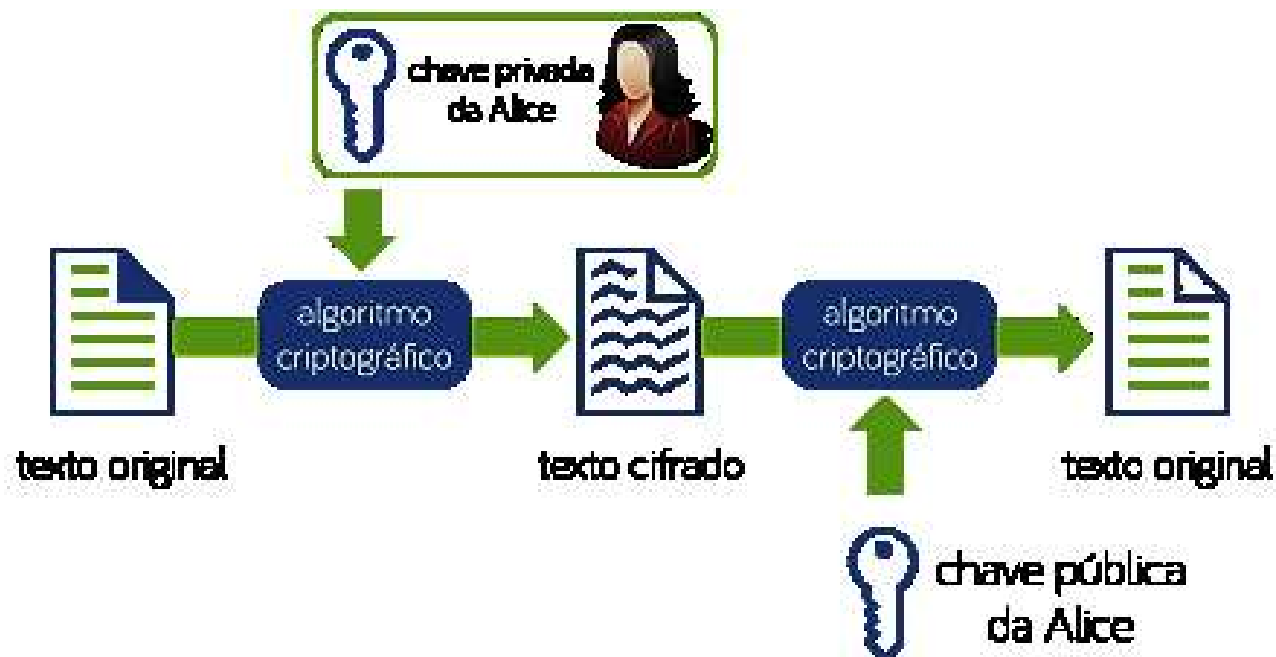 chave privada
da Alice
algoritmo
criptográfico
algoritmo
criptográfico
texto original
texto cifrado
texto original
chave pública
da Alice